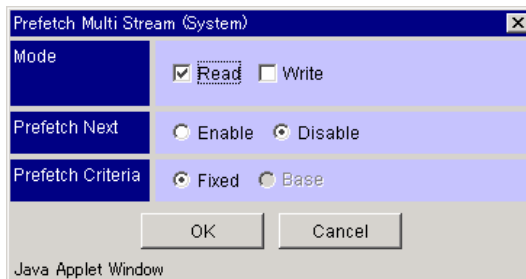 Prefetch Multi Stream (System)
Mode
Read Write
Prefetch Next
Enable Disable
Prefetch Criteria
Fixed Base
OK Cancel
Java Applet Window